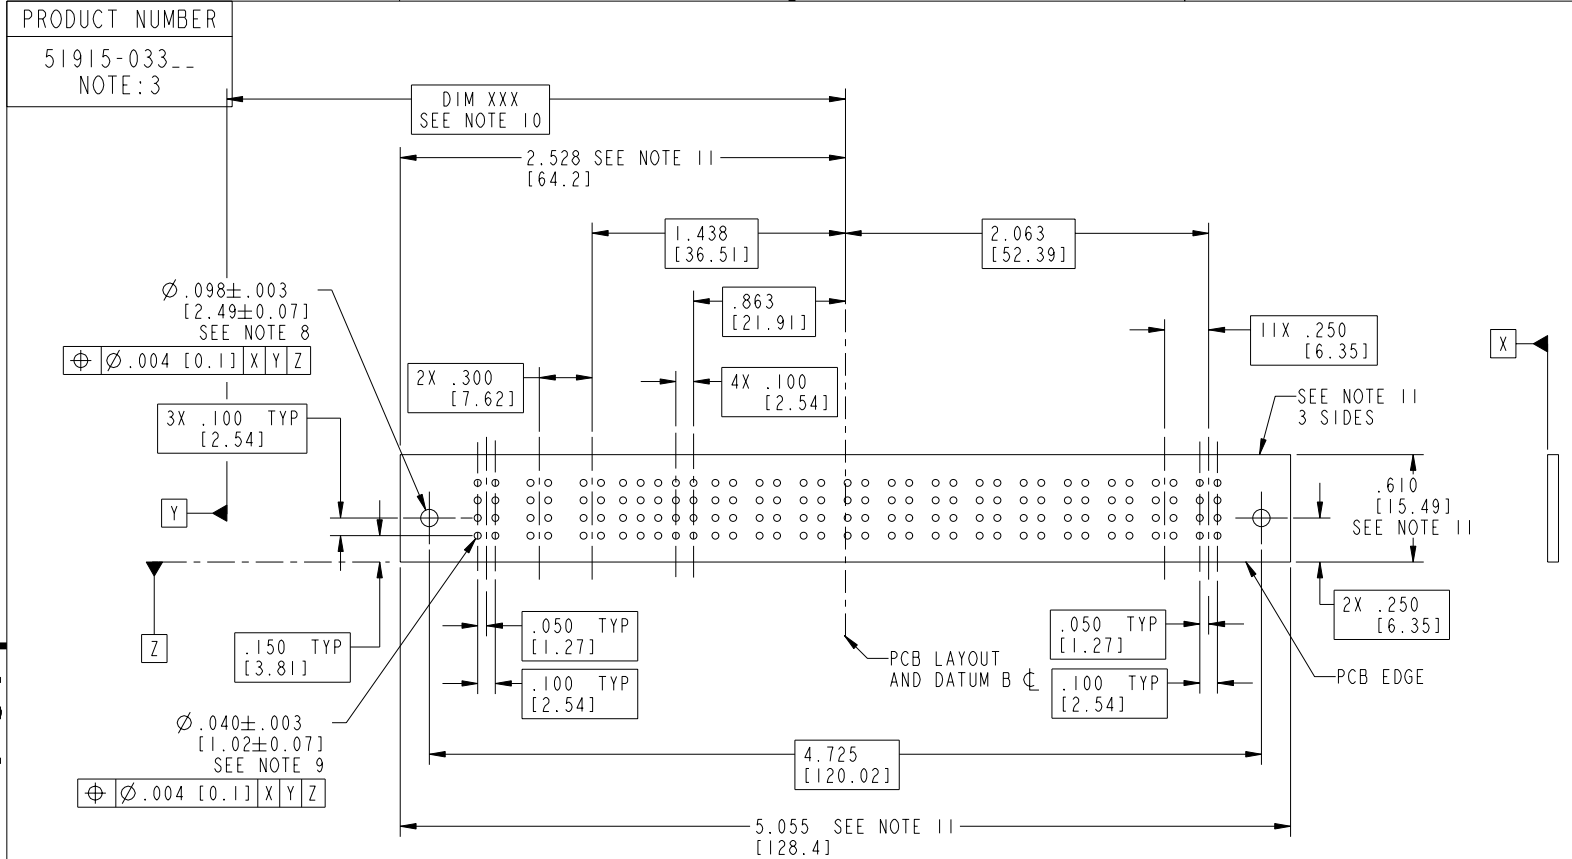 PRODUCT NUMBER
51915-033__
NOTE:3
DIM XXX
SEE NOTE 10
2.528 SEE NOTE 11
[64.2]
1.438
[36.51]
2.063
[52.39]
.863
[21.91]
11X .250
[6.35]
X
Ø.098±.003
[2.49±0.07]
SEE NOTE 8
⌖ Ø.004 [0.1] X Y Z
2X .300
[7.62]
4X .100
[2.54]
3X .100 TYP
[2.54]
SEE NOTE 11
3 SIDES
.610
[15.49]
SEE NOTE 11
Y
Z
.150 TYP
[3.81]
.050 TYP
[1.27]
.100 TYP
[2.54]
PCB LAYOUT
AND DATUM B ℄
.050 TYP
[1.27]
.100 TYP
[2.54]
2X .250
[6.35]
PCB EDGE
Ø.040±.003
[1.02±0.07]
SEE NOTE 9
⌖ Ø.004 [0.1] X Y Z
4.725
[120.02]
5.055 SEE NOTE 11
[128.4]